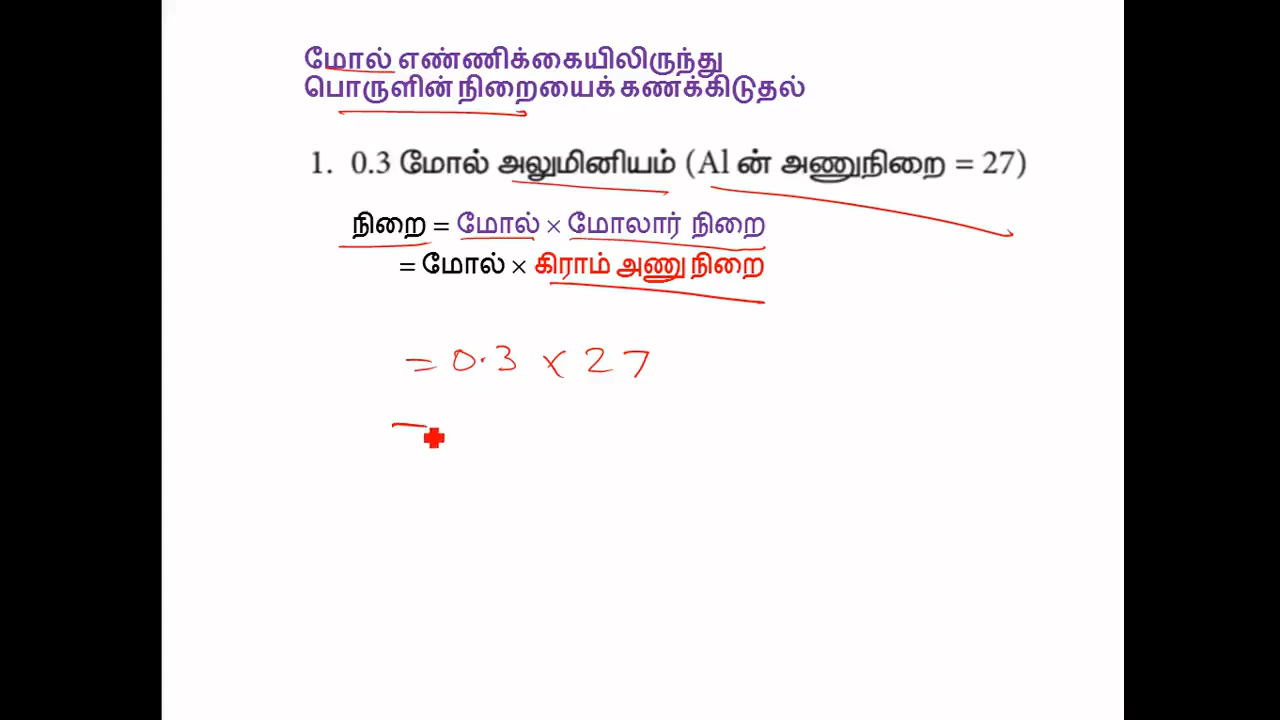 மோல் எண்ணிக்கையிலிருந்து
பொருளின் நிறையைக் கணக்கிடுதல்
1. 0.3 மோல் அலுமினியம் (Al ன் அணுநிறை = 27)
நிறை = மோல் × மோலார் நிறை
= மோல் × கிராம் அணு நிறை
= 0.3 × 27